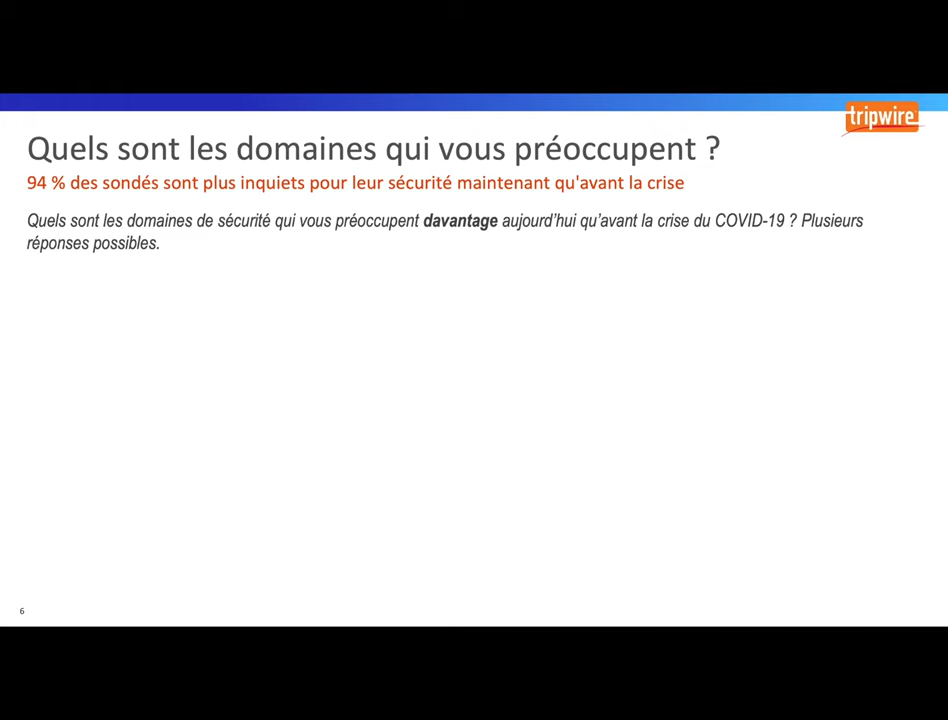 tripwire
Quels sont les domaines qui vous préoccupent ?
94 % des sondés sont plus inquiets pour leur sécurité maintenant qu'avant la crise
Quels sont les domaines de sécurité qui vous préoccupent davantage aujourd’hui qu’avant la crise du COVID-19 ? Plusieurs
réponses possibles.
6